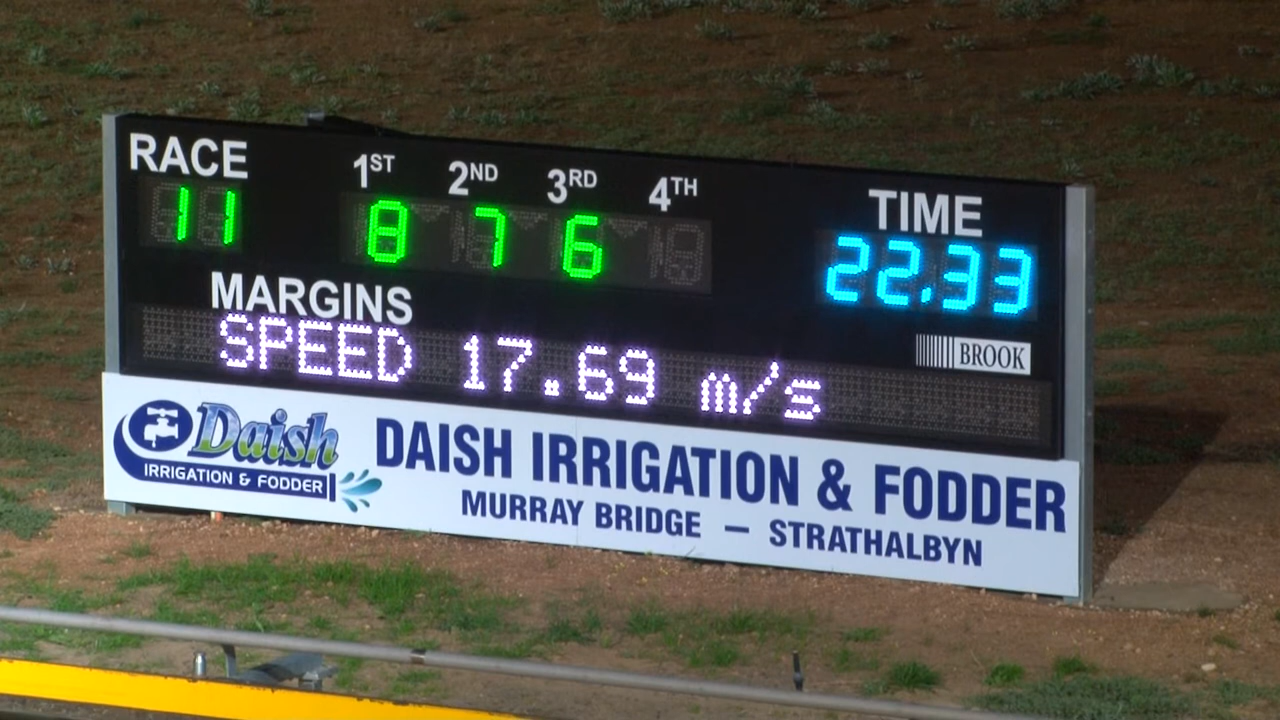 RACE 1ST 2ND 3RD 4TH TIME
11 8 7 6 22.33
MARGINS
SPEED 17.69 m/s
BROOK
Daish
IRRIGATION & FODDER
DAISH IRRIGATION & FODDER
MURRAY BRIDGE – STRATHALBYN